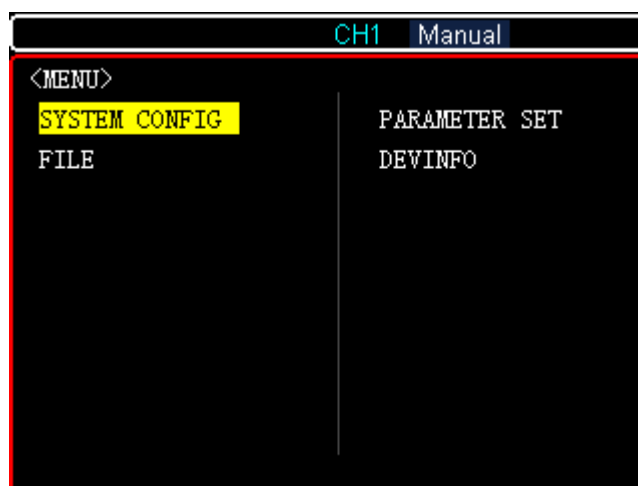 CH1 Manual
<MENU>
SYSTEM CONFIG PARAMETER SET
FILE DEVINFO